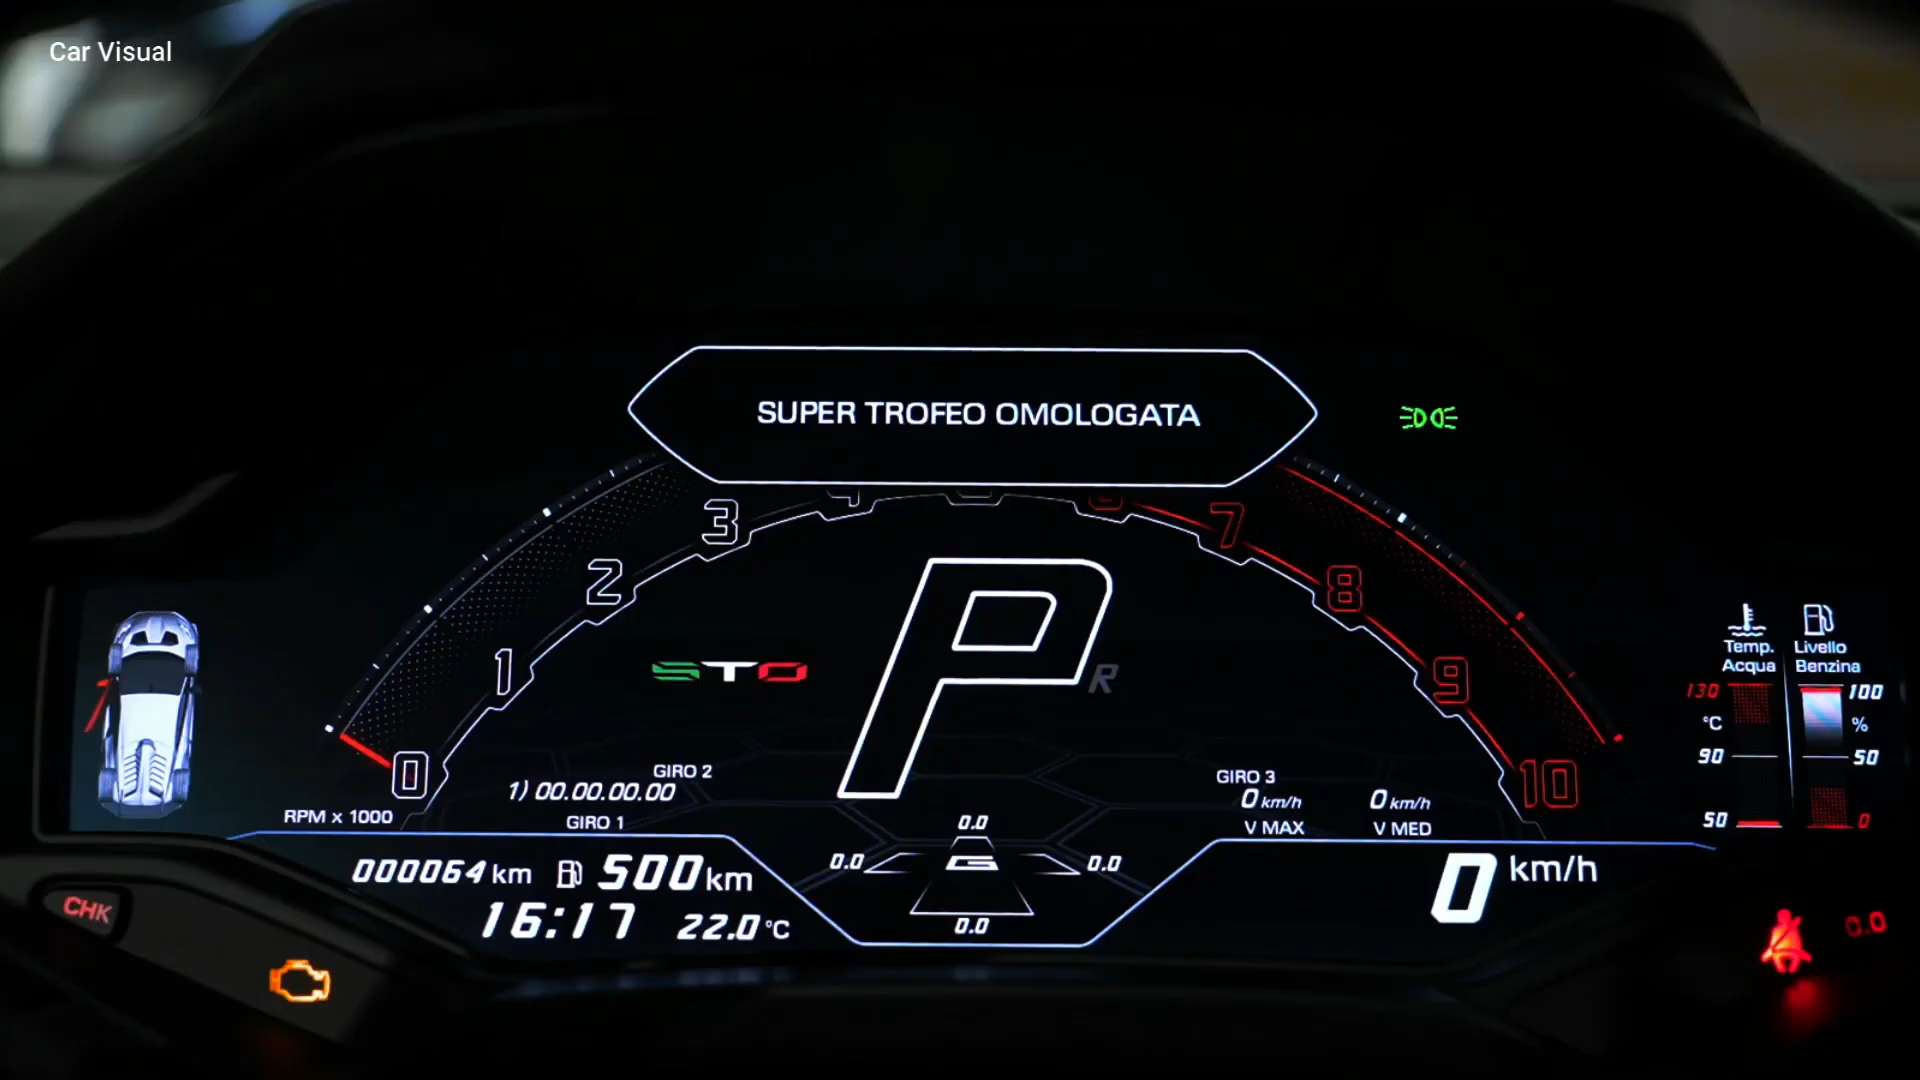 Car Visual
SUPER TROFEO OMOLOGATA
0 1 2 3 4 7 8 9 10
STO
P
R
RPM x 1000
GIRO 2
1) 00.00.00.00
GIRO 1
GIRO 3
0 km/h
V MAX
0 km/h
V MED
Temp. Acqua
130
°C
90
50
Livello Benzina
100
%
50
0
0.0
0.0 G 0.0
0.0
000064 km 500 km
16:17 22.0 °C
0 km/h
CHK
0.0